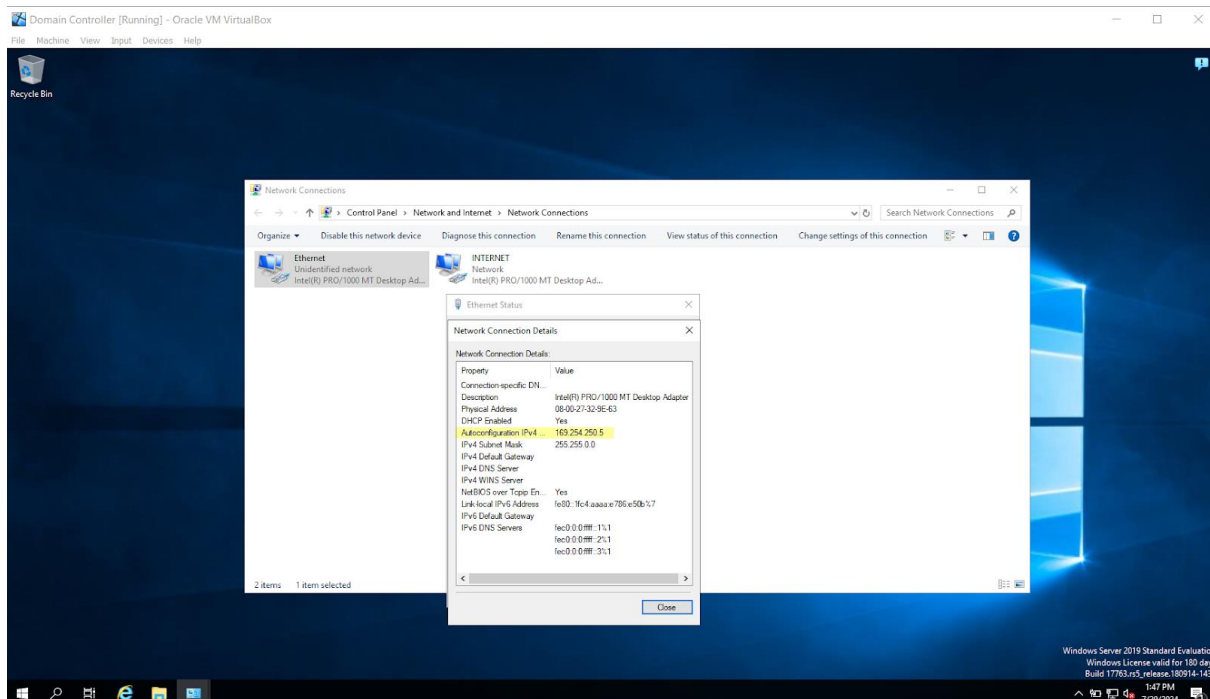 Domain Controller [Running] - Oracle VM VirtualBox
File Machine View Input Devices Help
Recycle Bin
Network Connections
Control Panel > Network and Internet > Network Connections
Search Network Connections
Organize Disable this network device Diagnose this connection Rename this connection View status of this connection Change settings of this connection
Ethernet
Unidentified network
Intel(R) PRO/1000 MT Desktop Ad...
INTERNET
Network
Intel(R) PRO/1000 MT Desktop Ad...
Ethernet Status
Network Connection Details
Network Connection Details:
Property Value
Connection-specific DN...
Description Intel(R) PRO/1000 MT Desktop Adapter
Physical Address 08-00-27-32-9E-63
DHCP Enabled Yes
Autoconfiguration IPv4 ... 169.254.250.5
IPv4 Subnet Mask 255.255.0.0
IPv4 Default Gateway
IPv4 DNS Server
IPv4 WINS Server
NetBIOS over Tcpip En... Yes
Link-local IPv6 Address fe80::1fc4:aaaa:e786:e50b%7
IPv6 Default Gateway
IPv6 DNS Servers fec0:0:0:ffff::1%1
fec0:0:0:ffff::2%1
fec0:0:0:ffff::3%1
Close
2 items 1 item selected
Windows Server 2019 Standard Evaluatio
Windows License valid for 180 da
Build 17763.rs5_release.180914-143
1:47 PM